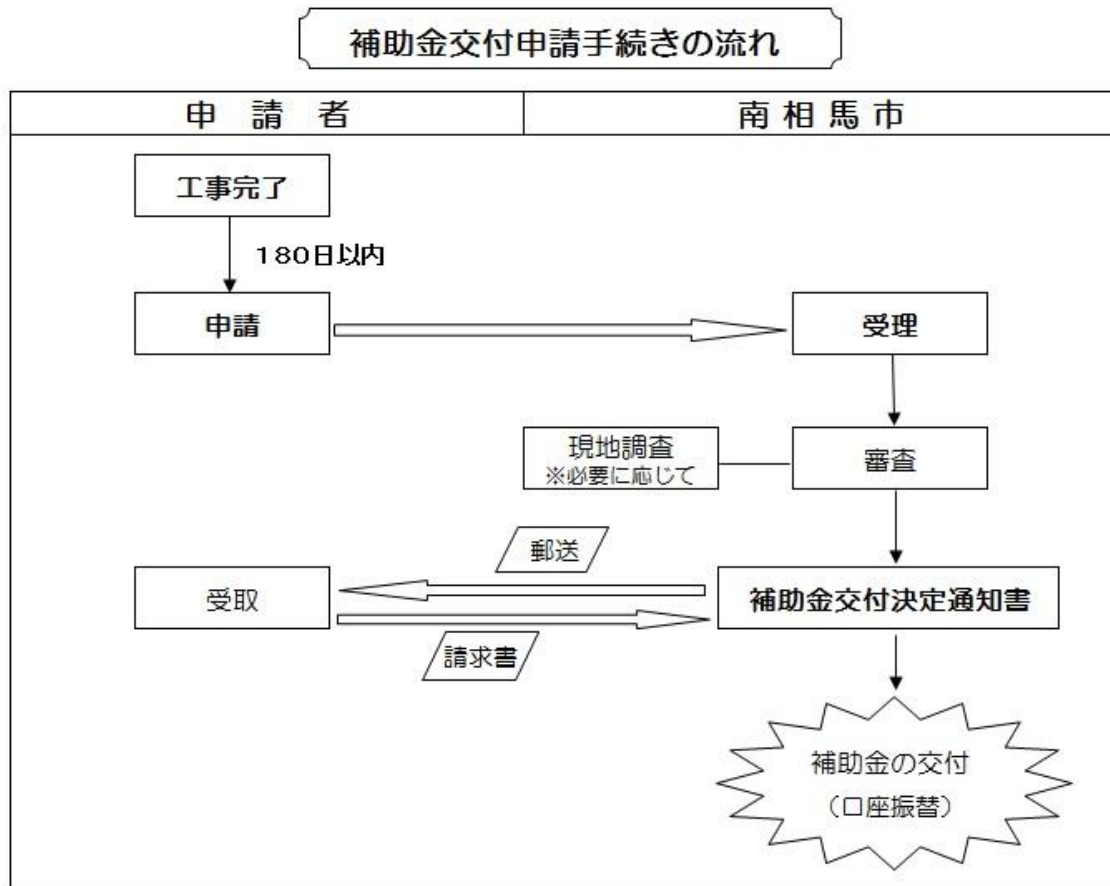 補助金交付申請手続きの流れ
申請者
南相馬市
工事完了
180日以内
申請
受理
現地調査
※必要に応じて
審査
郵送
受取
補助金交付決定通知書
請求書
補助金の交付
（口座振替）